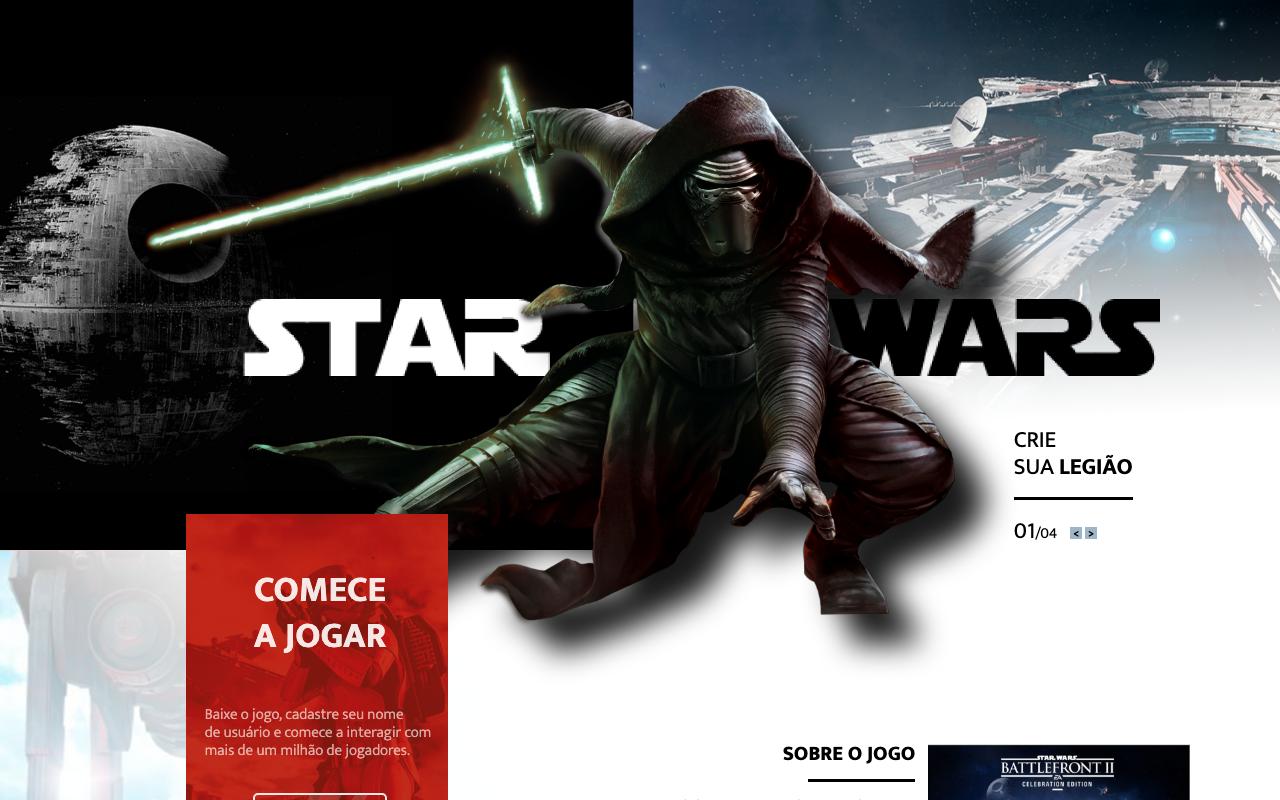 STAR WARS
CRIE
SUA LEGIÃO
01/04 < >
COMECE
A JOGAR
Baixe o jogo, cadastre seu nome
de usuário e comece a interagir com
mais de um milhão de jogadores.
SOBRE O JOGO
STAR WARS
BATTLEFRONT II
EA
CELEBRATION EDITION